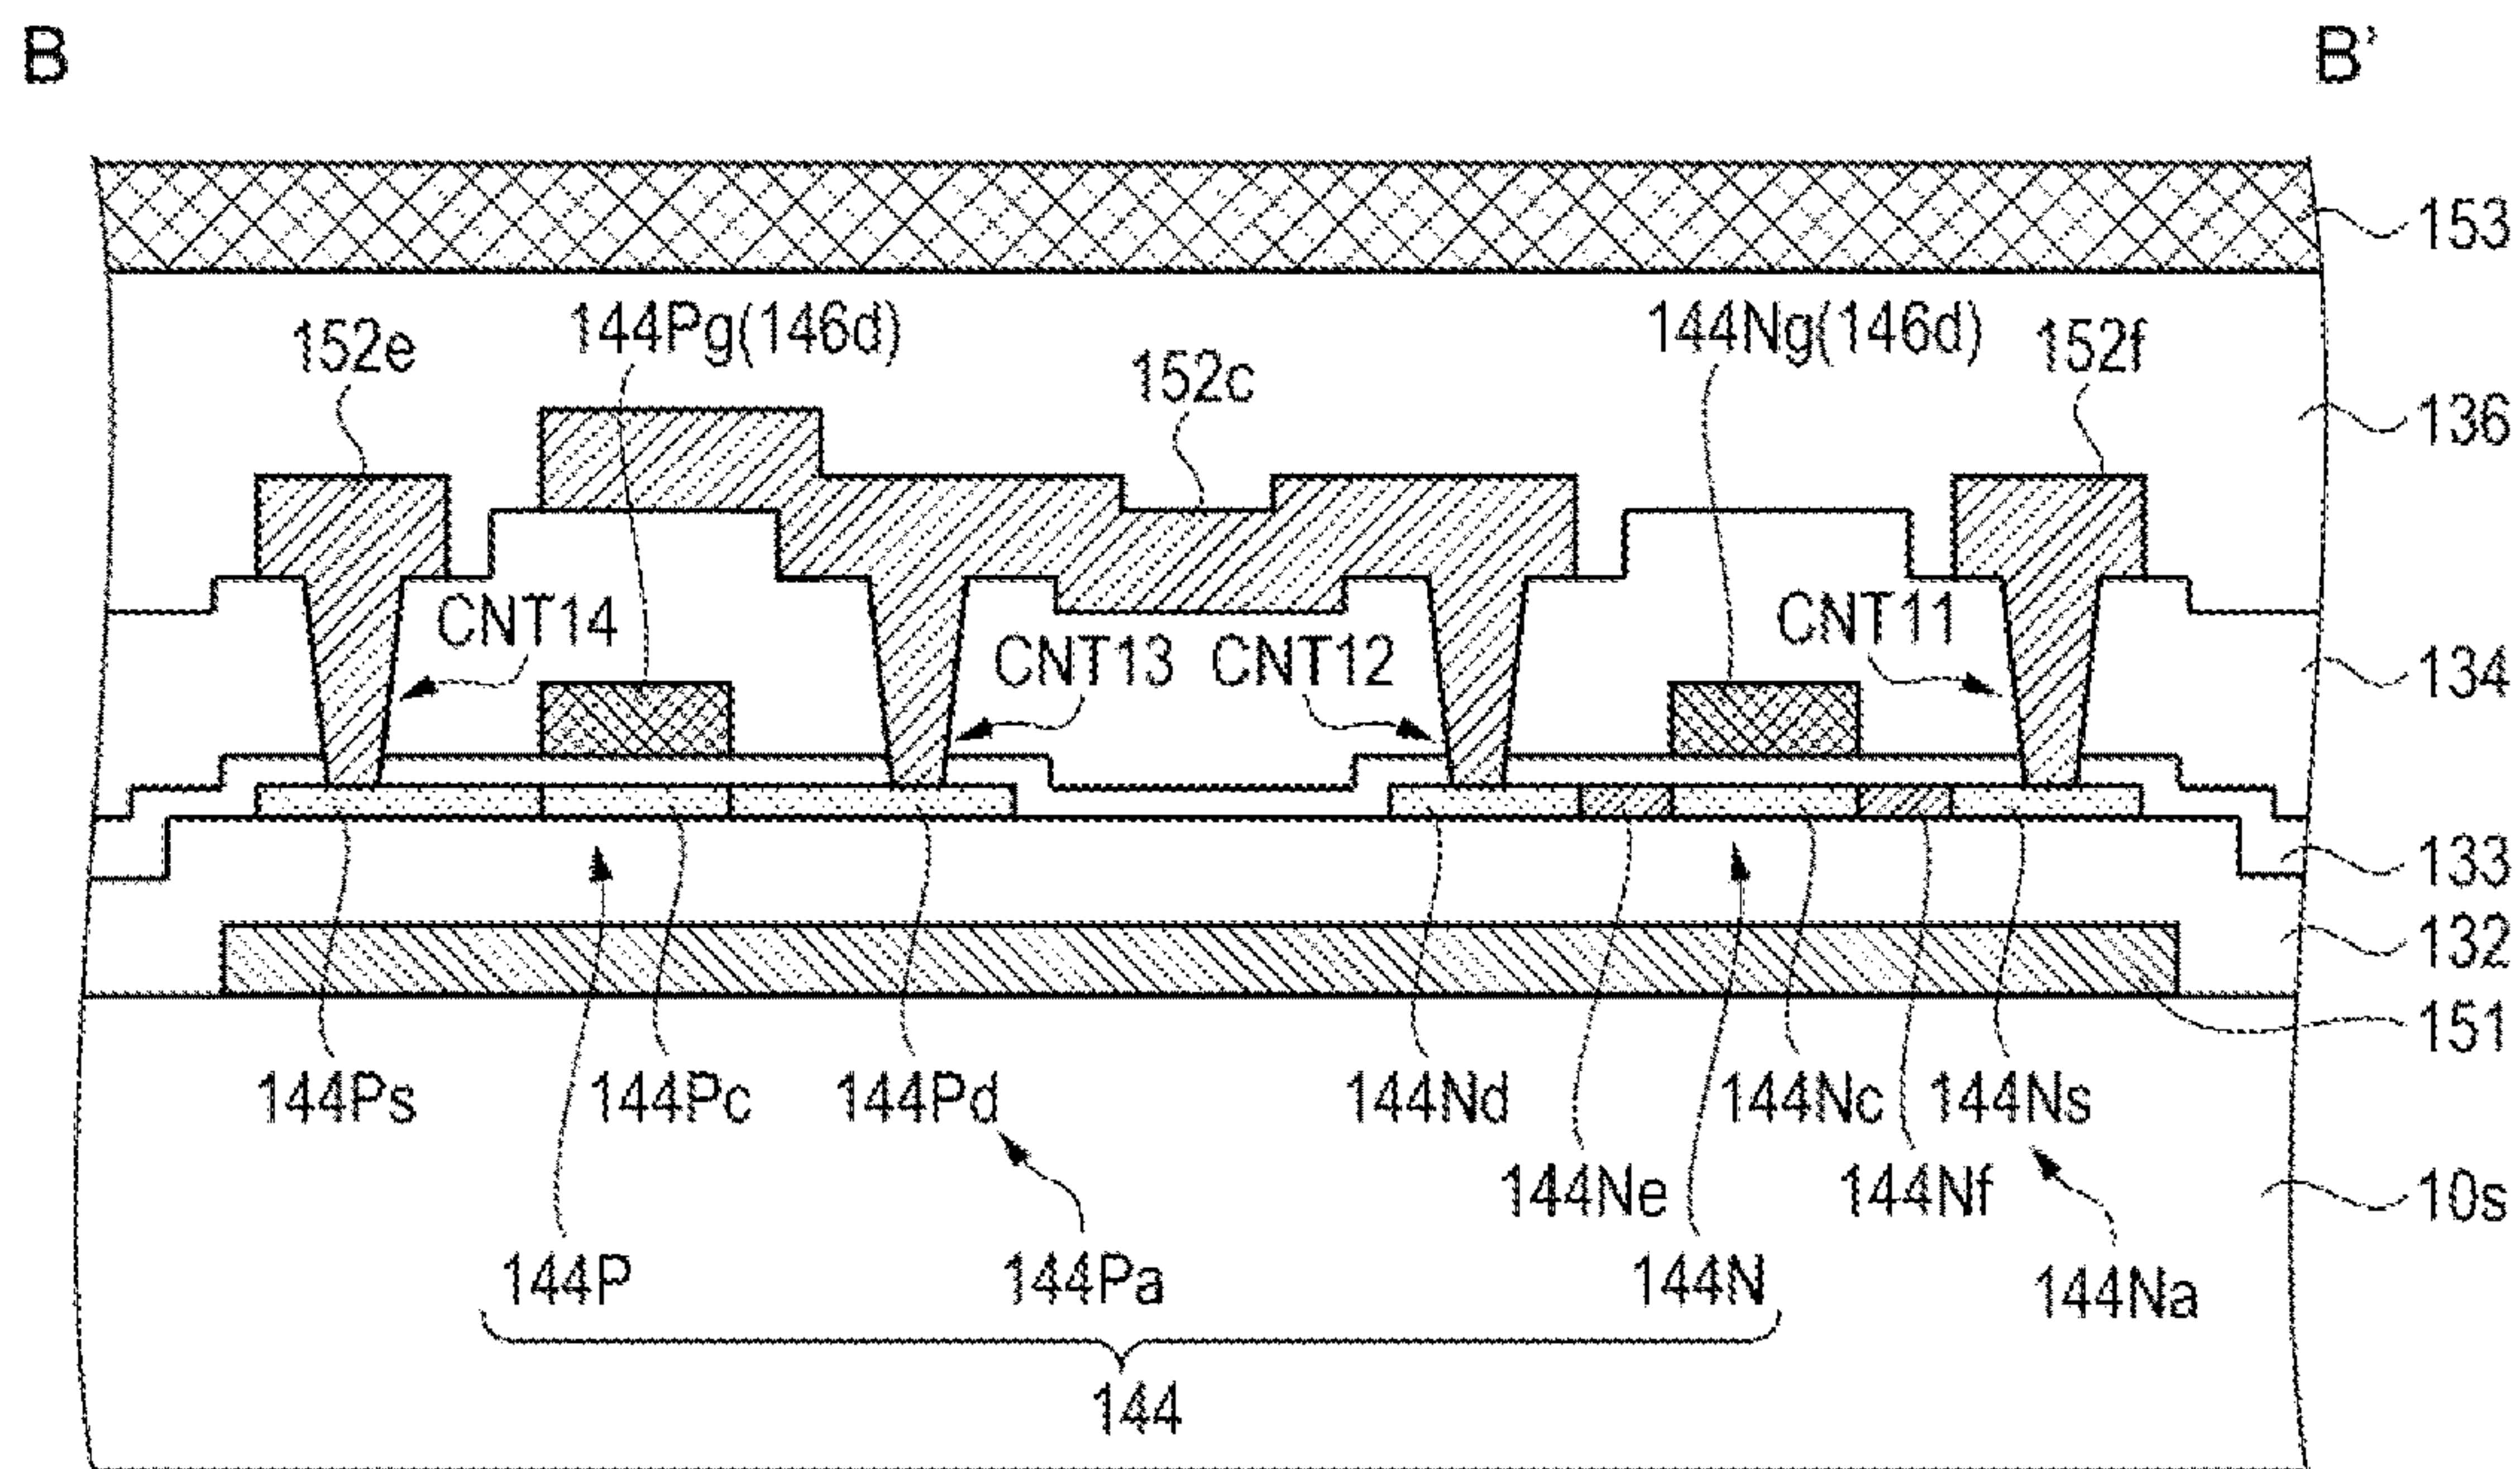 B B'
153
152e 144Pg(146d) 152c 144Ng(146d) 152f
136
CNT14 CNT13 CNT12 CNT11
134
133
132
151
144Ps 144Pc 144Pd 144Nd 144Nc 144Ns
144Ne 144Nf
10s
144P 144Pa 144N 144Na
144